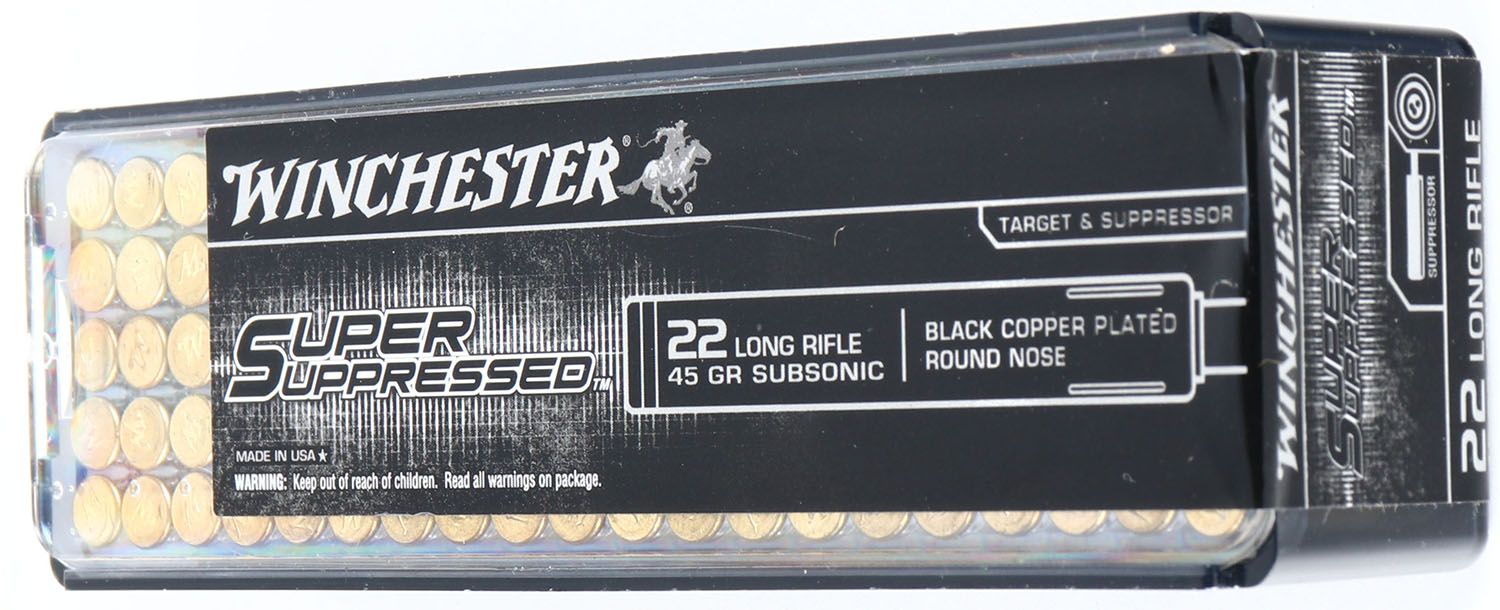 WINCHESTER®
®
TARGET & SUPPRESSOR
SUPER
SUPPRESSED™
22 LONG RIFLE
45 GR SUBSONIC
BLACK COPPER PLATED
ROUND NOSE
MADE IN USA★
WARNING: Keep out of reach of children. Read all warnings on package.
WINCHESTER
SUPER
SUPPRESSED™
SUPPRESSOR
22 LONG RIFLE